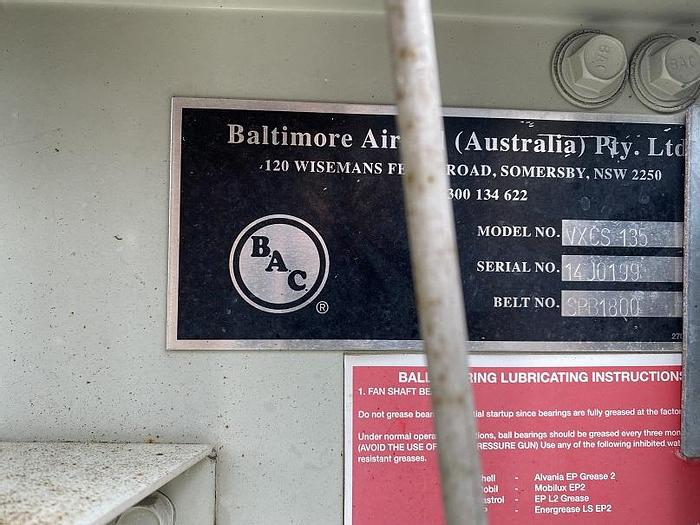 BAC
BAC
Baltimore Air (Australia) Pty. Ltd
120 WISEMANS ROAD, SOMERSBY, NSW 2250
300 134 622
B.A.C.
®
MODEL NO. VXCS 135
SERIAL NO.
BELT NO. SPB1800
BALL RING LUBRICATING INSTRUCTIONS
1. FAN SHAFT BE
Do not grease bear ial startup since bearings are fully greased at the factor
Under normal opera ions, ball bearings should be greased every three mon
(AVOID THE USE OF RESSURE GUN) Use any of the following inhibited wat
resistant greases.
hell - Alvania EP Grease 2
obil - Mobilux EP2
astrol - EP L2 Grease
P - Energrease LS EP2